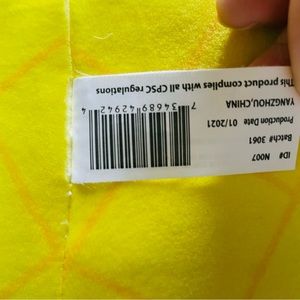 ID# N007
Batch# 3061
Production Date 01/2021
YANGZHOU,CHINA
This product complies with all CPSC regulations
7 34689 42942 4